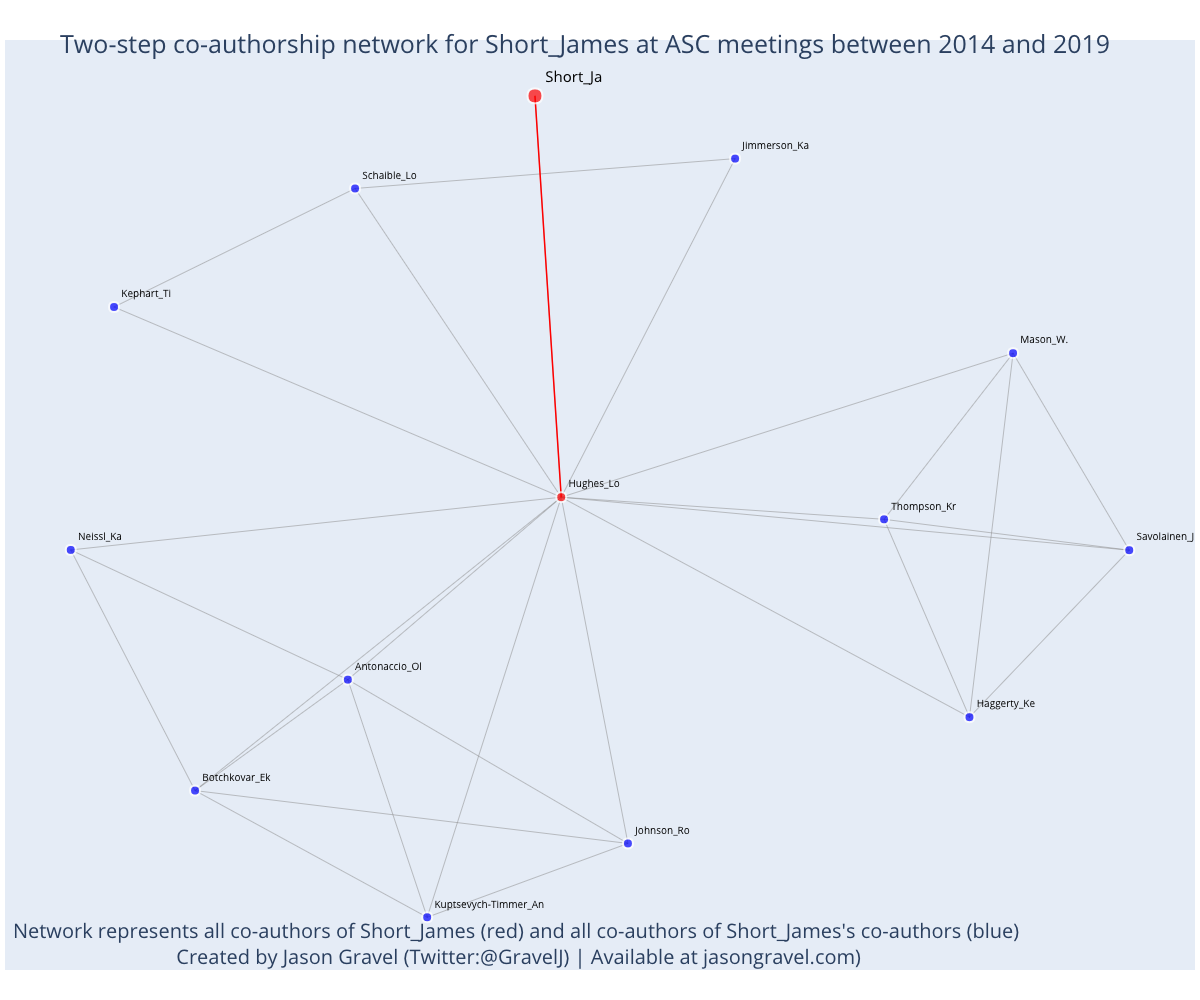 Two-step co-authorship network for Short_James at ASC meetings between 2014 and 2019
Short_Ja
Jimmerson_Ka
Schaible_Lo
Kephart_Ti
Mason_W.
Hughes_Lo
Thompson_Kr
Neissl_Ka
Savolainen_J
Antonaccio_Ol
Haggerty_Ke
Botchkovar_Ek
Johnson_Ro
Kuptsevych-Timmer_An
Network represents all co-authors of Short_James (red) and all co-authors of Short_James's co-authors (blue)
Created by Jason Gravel (Twitter:@GravelJ) | Available at jasongravel.com)